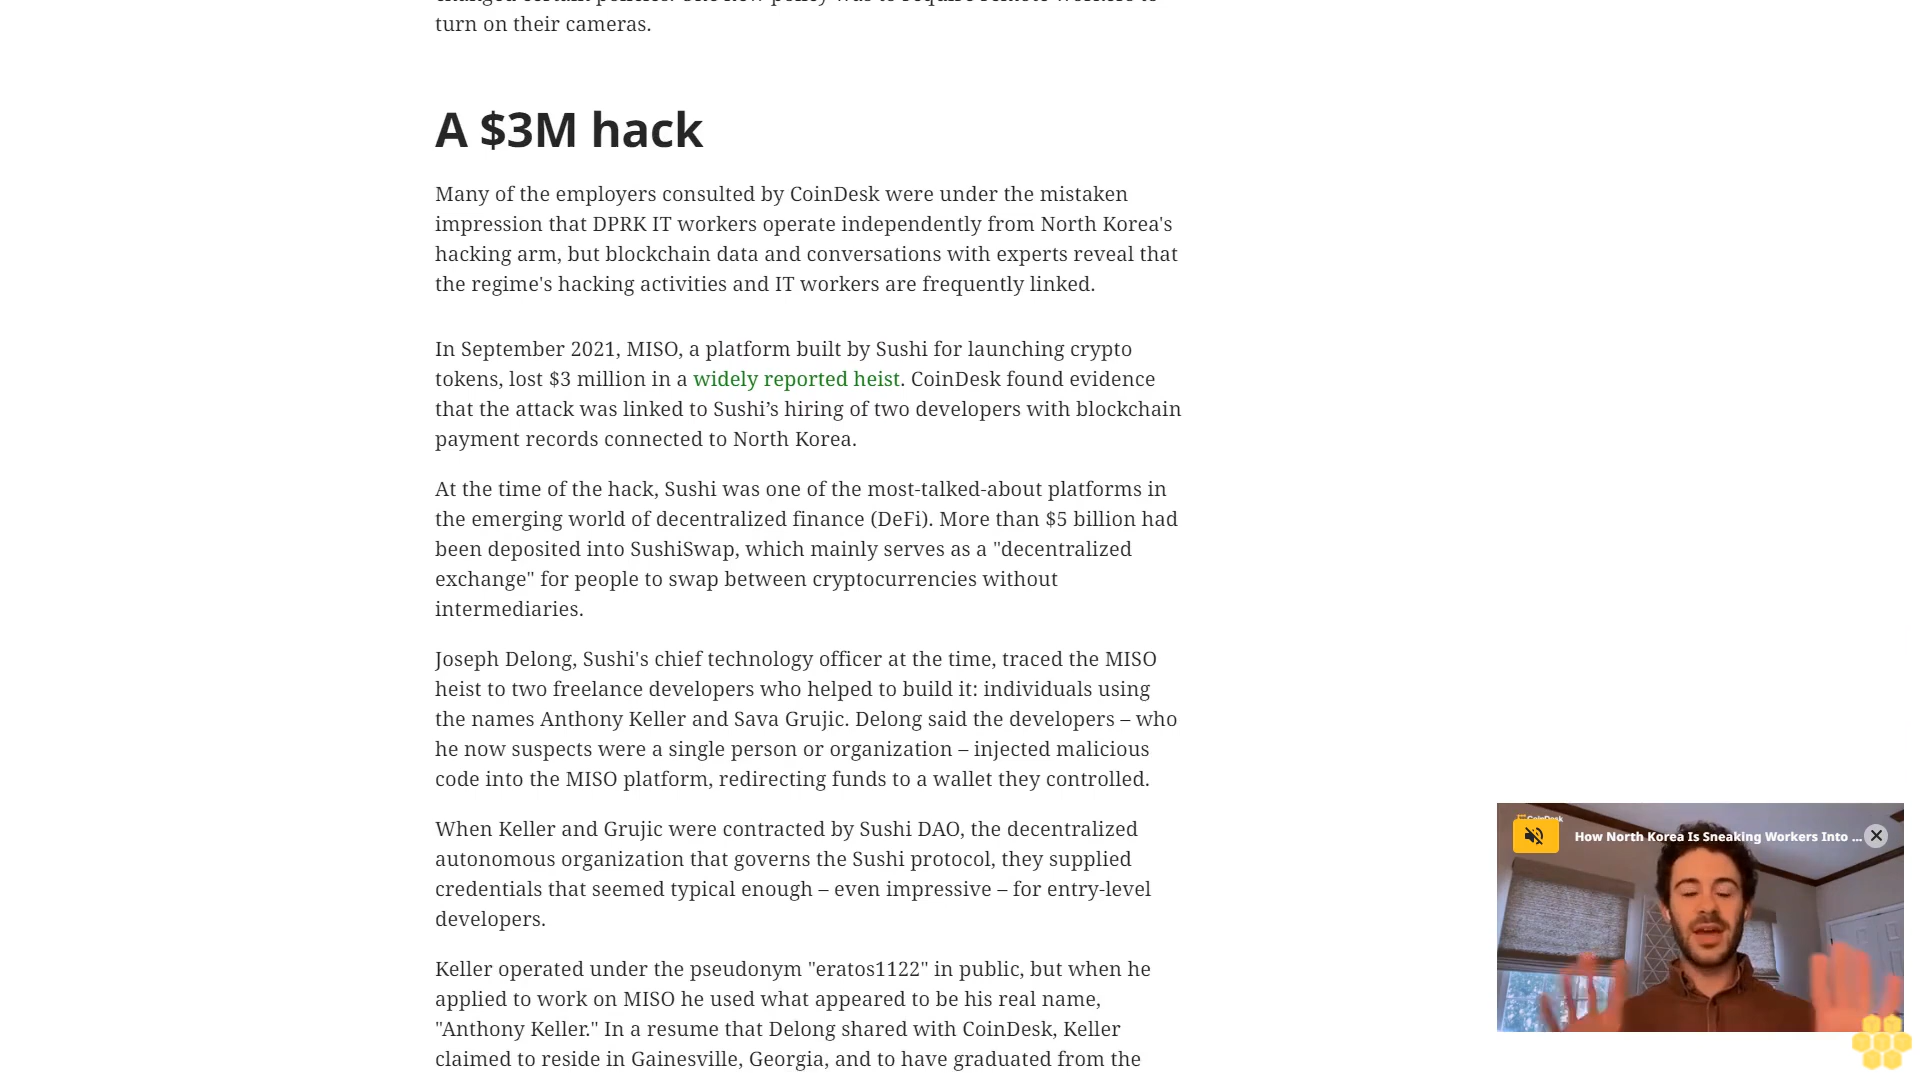 turn on their cameras.
A $3M hack
Many of the employers consulted by CoinDesk were under the mistaken
impression that DPRK IT workers operate independently from North Korea's
hacking arm, but blockchain data and conversations with experts reveal that
the regime's hacking activities and IT workers are frequently linked.
In September 2021, MISO, a platform built by Sushi for launching crypto
tokens, lost $3 million in a widely reported heist. CoinDesk found evidence
that the attack was linked to Sushi’s hiring of two developers with blockchain
payment records connected to North Korea.
At the time of the hack, Sushi was one of the most-talked-about platforms in
the emerging world of decentralized finance (DeFi). More than $5 billion had
been deposited into SushiSwap, which mainly serves as a "decentralized
exchange" for people to swap between cryptocurrencies without
intermediaries.
Joseph Delong, Sushi's chief technology officer at the time, traced the MISO
heist to two freelance developers who helped to build it: individuals using
the names Anthony Keller and Sava Grujic. Delong said the developers – who
he now suspects were a single person or organization – injected malicious
code into the MISO platform, redirecting funds to a wallet they controlled.
When Keller and Grujic were contracted by Sushi DAO, the decentralized
autonomous organization that governs the Sushi protocol, they supplied
credentials that seemed typical enough – even impressive – for entry-level
developers.
Keller operated under the pseudonym "eratos1122" in public, but when he
applied to work on MISO he used what appeared to be his real name,
"Anthony Keller." In a resume that Delong shared with CoinDesk, Keller
claimed to reside in Gainesville, Georgia, and to have graduated from the
CoinDesk
How North Korea Is Sneaking Workers Into ...